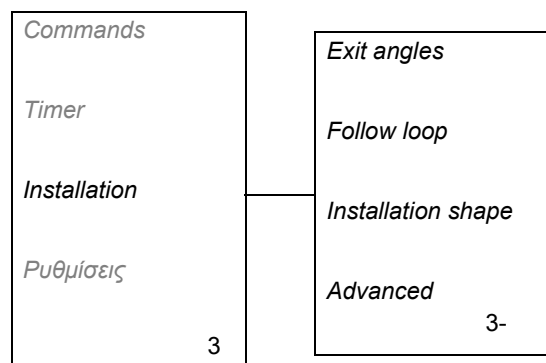 Commands
Timer
Installation
Ρυθμίσεις
3
Exit angles
Follow loop
Installation shape
Advanced
3-